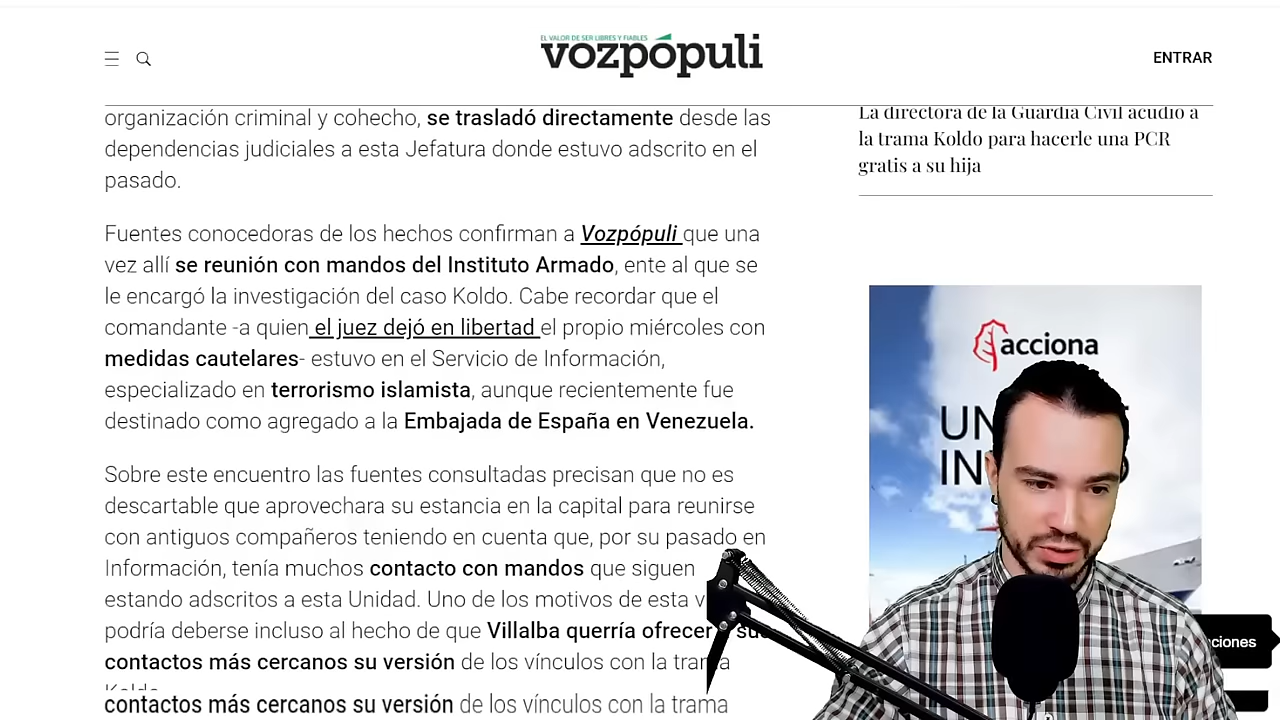 EL VALOR DE SER LIBRES Y FIABLES
vozpópuli
ENTRAR
organización criminal y cohecho, se trasladó directamente desde las
dependencias judiciales a esta Jefatura donde estuvo adscrito en el
pasado.
Fuentes conocedoras de los hechos confirman a Vozpópuli que una
vez allí se reunión con mandos del Instituto Armado, ente al que se
le encargó la investigación del caso Koldo. Cabe recordar que el
comandante -a quien el juez dejó en libertad el propio miércoles con
medidas cautelares- estuvo en el Servicio de Información,
especializado en terrorismo islamista, aunque recientemente fue
destinado como agregado a la Embajada de España en Venezuela.
Sobre este encuentro las fuentes consultadas precisan que no es
descartable que aprovechara su estancia en la capital para reunirse
con antiguos compañeros teniendo en cuenta que, por su pasado en
Información, tenía muchos contacto con mandos que siguen
estando adscritos a esta Unidad. Uno de los motivos de esta
podría deberse incluso al hecho de que Villalba querría ofrecer a sus
contactos más cercanos su versión de los vínculos con la trama
contactos más cercanos su versión de los vínculos con la trama
La directora de la Guardia Civil acudió a
la trama Koldo para hacerle una PCR
gratis a su hija
acciona